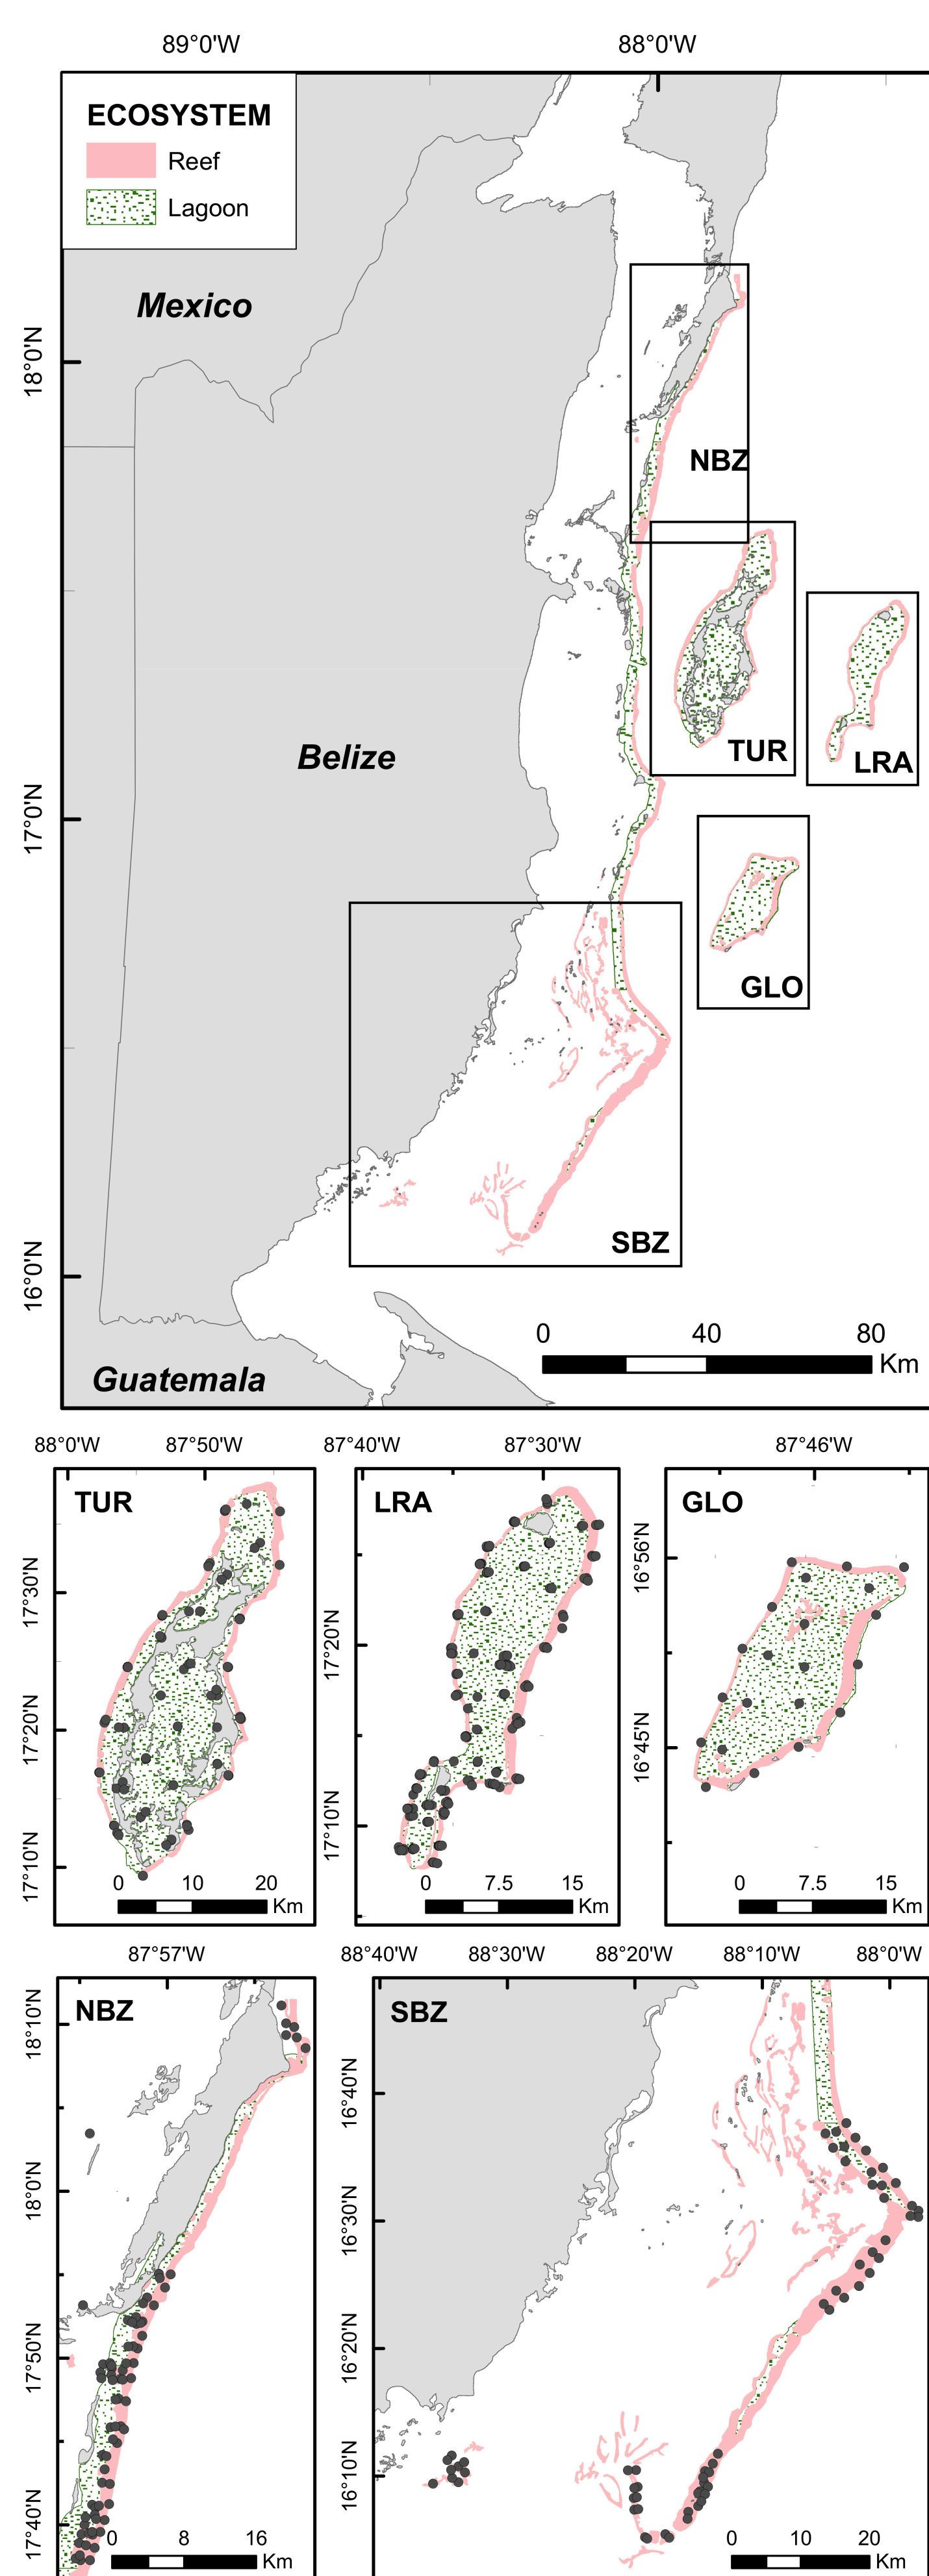 89°0'W 88°0'W
ECOSYSTEM
Reef
Lagoon
Mexico
18°0'N
NBZ
TUR
LRA
Belize
17°0'N
GLO
SBZ
16°0'N
0 40 80
Km
Guatemala
88°0'W 87°50'W 87°40'W 87°30'W 87°46'W
TUR
17°30'N
17°20'N
17°10'N
0 10 20
Km
LRA
17°20'N
17°10'N
0 7.5 15
Km
GLO
16°56'N
16°45'N
0 7.5 15
Km
87°57'W 88°40'W 88°30'W 88°20'W 88°10'W 88°0'W
NBZ
18°10'N
18°0'N
17°50'N
17°40'N
0 8 16
Km
SBZ
16°40'N
16°30'N
16°20'N
16°10'N
0 10 20
Km